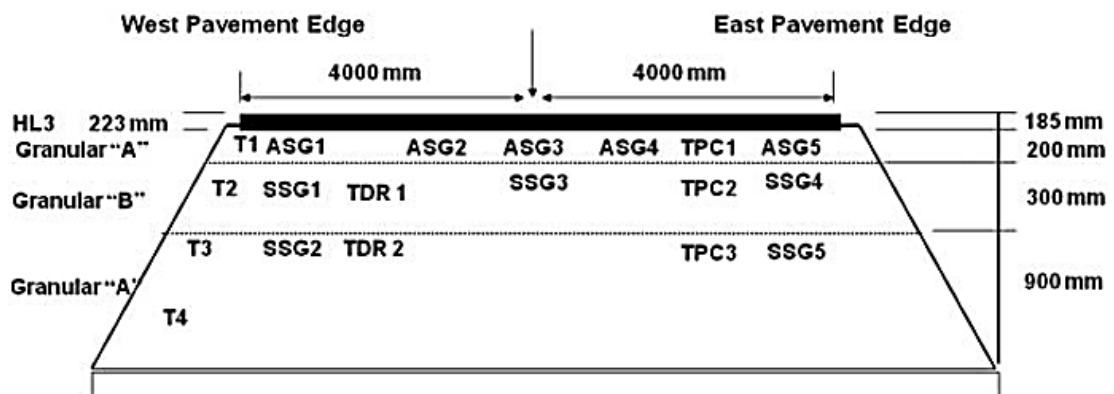 West Pavement Edge East Pavement Edge
4000 mm 4000 mm
HL3 223 mm 185 mm
Granular "A" T1 ASG1 ASG2 ASG3 ASG4 TPC1 ASG5 200 mm
Granular "B" T2 SSG1 TDR 1 SSG3 TPC2 SSG4 300 mm
T3 SSG2 TDR 2 TPC3 SSG5
Granular "A" 900 mm
T4